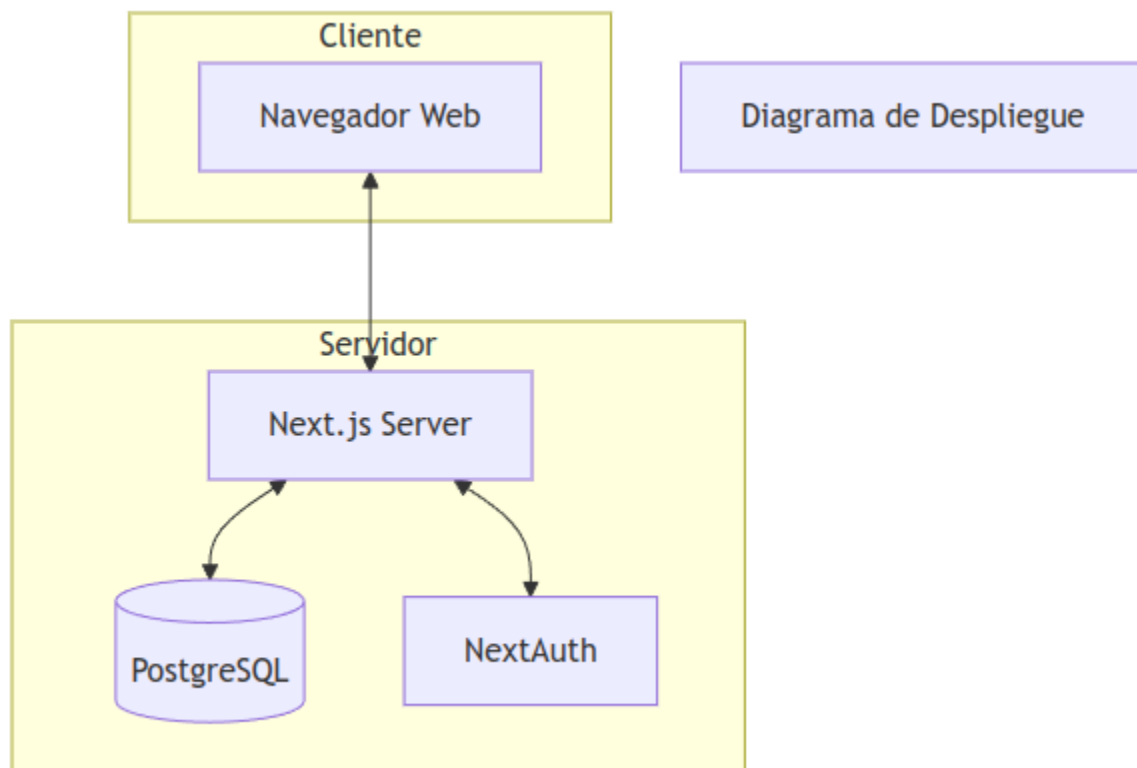 Cliente
Navegador Web
Diagrama de Despliegue
Servidor
Next.js Server
PostgreSQL
NextAuth